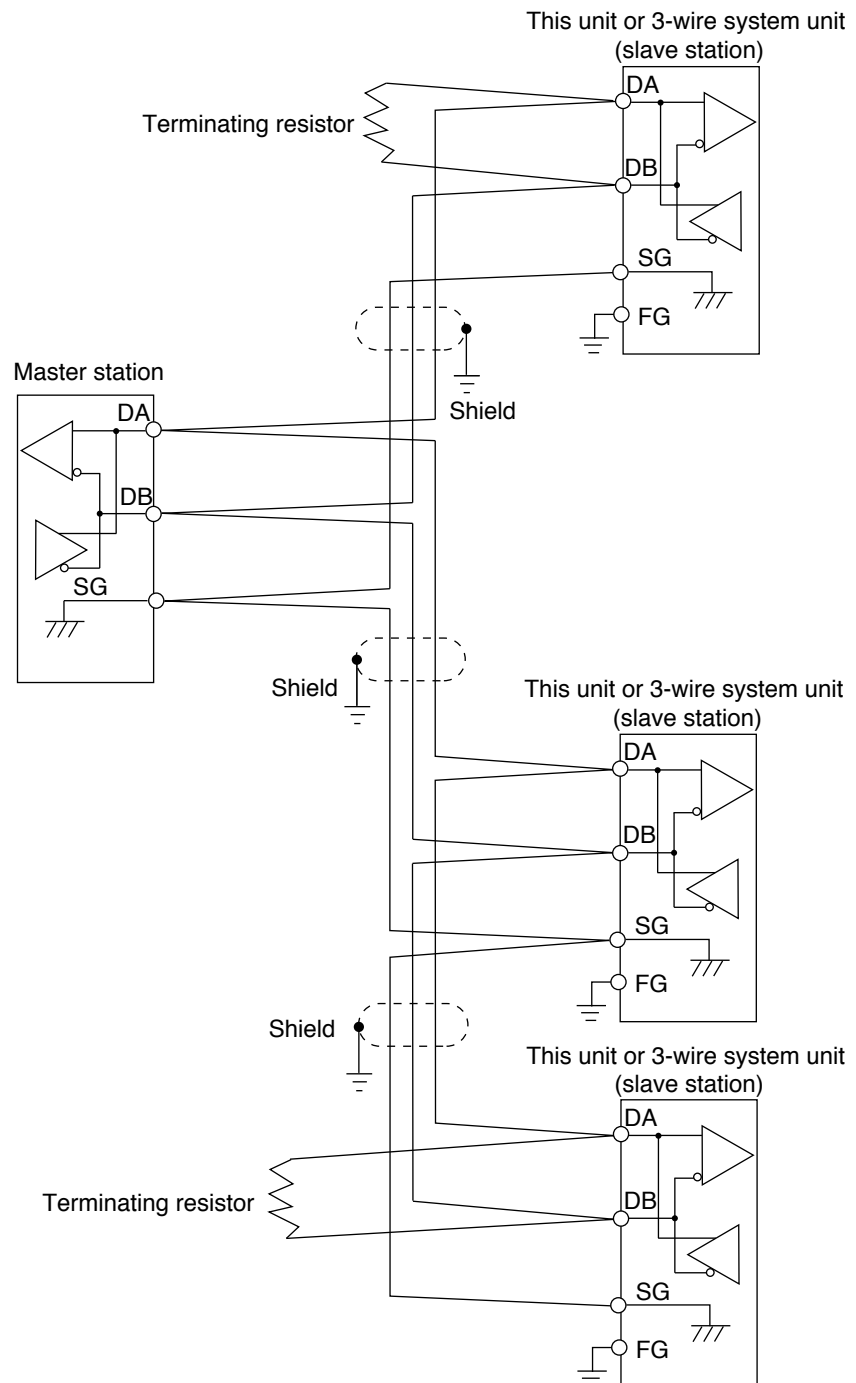 This unit or 3-wire system unit
(slave station)
DA
Terminating resistor
DB
SG
FG
Shield
Master station
DA
DB
SG
Shield
This unit or 3-wire system unit
(slave station)
DA
DB
SG
FG
Shield
This unit or 3-wire system unit
(slave station)
DA
Terminating resistor
DB
SG
FG